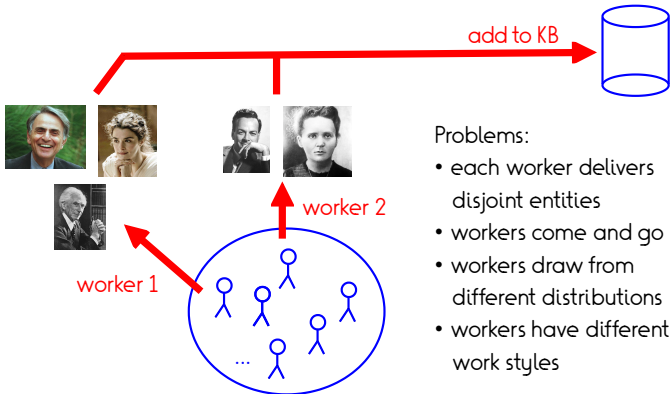 add to KB
worker 2
worker 1
...
Problems:
• each worker delivers
disjoint entities
• workers come and go
• workers draw from
different distributions
• workers have different
work styles